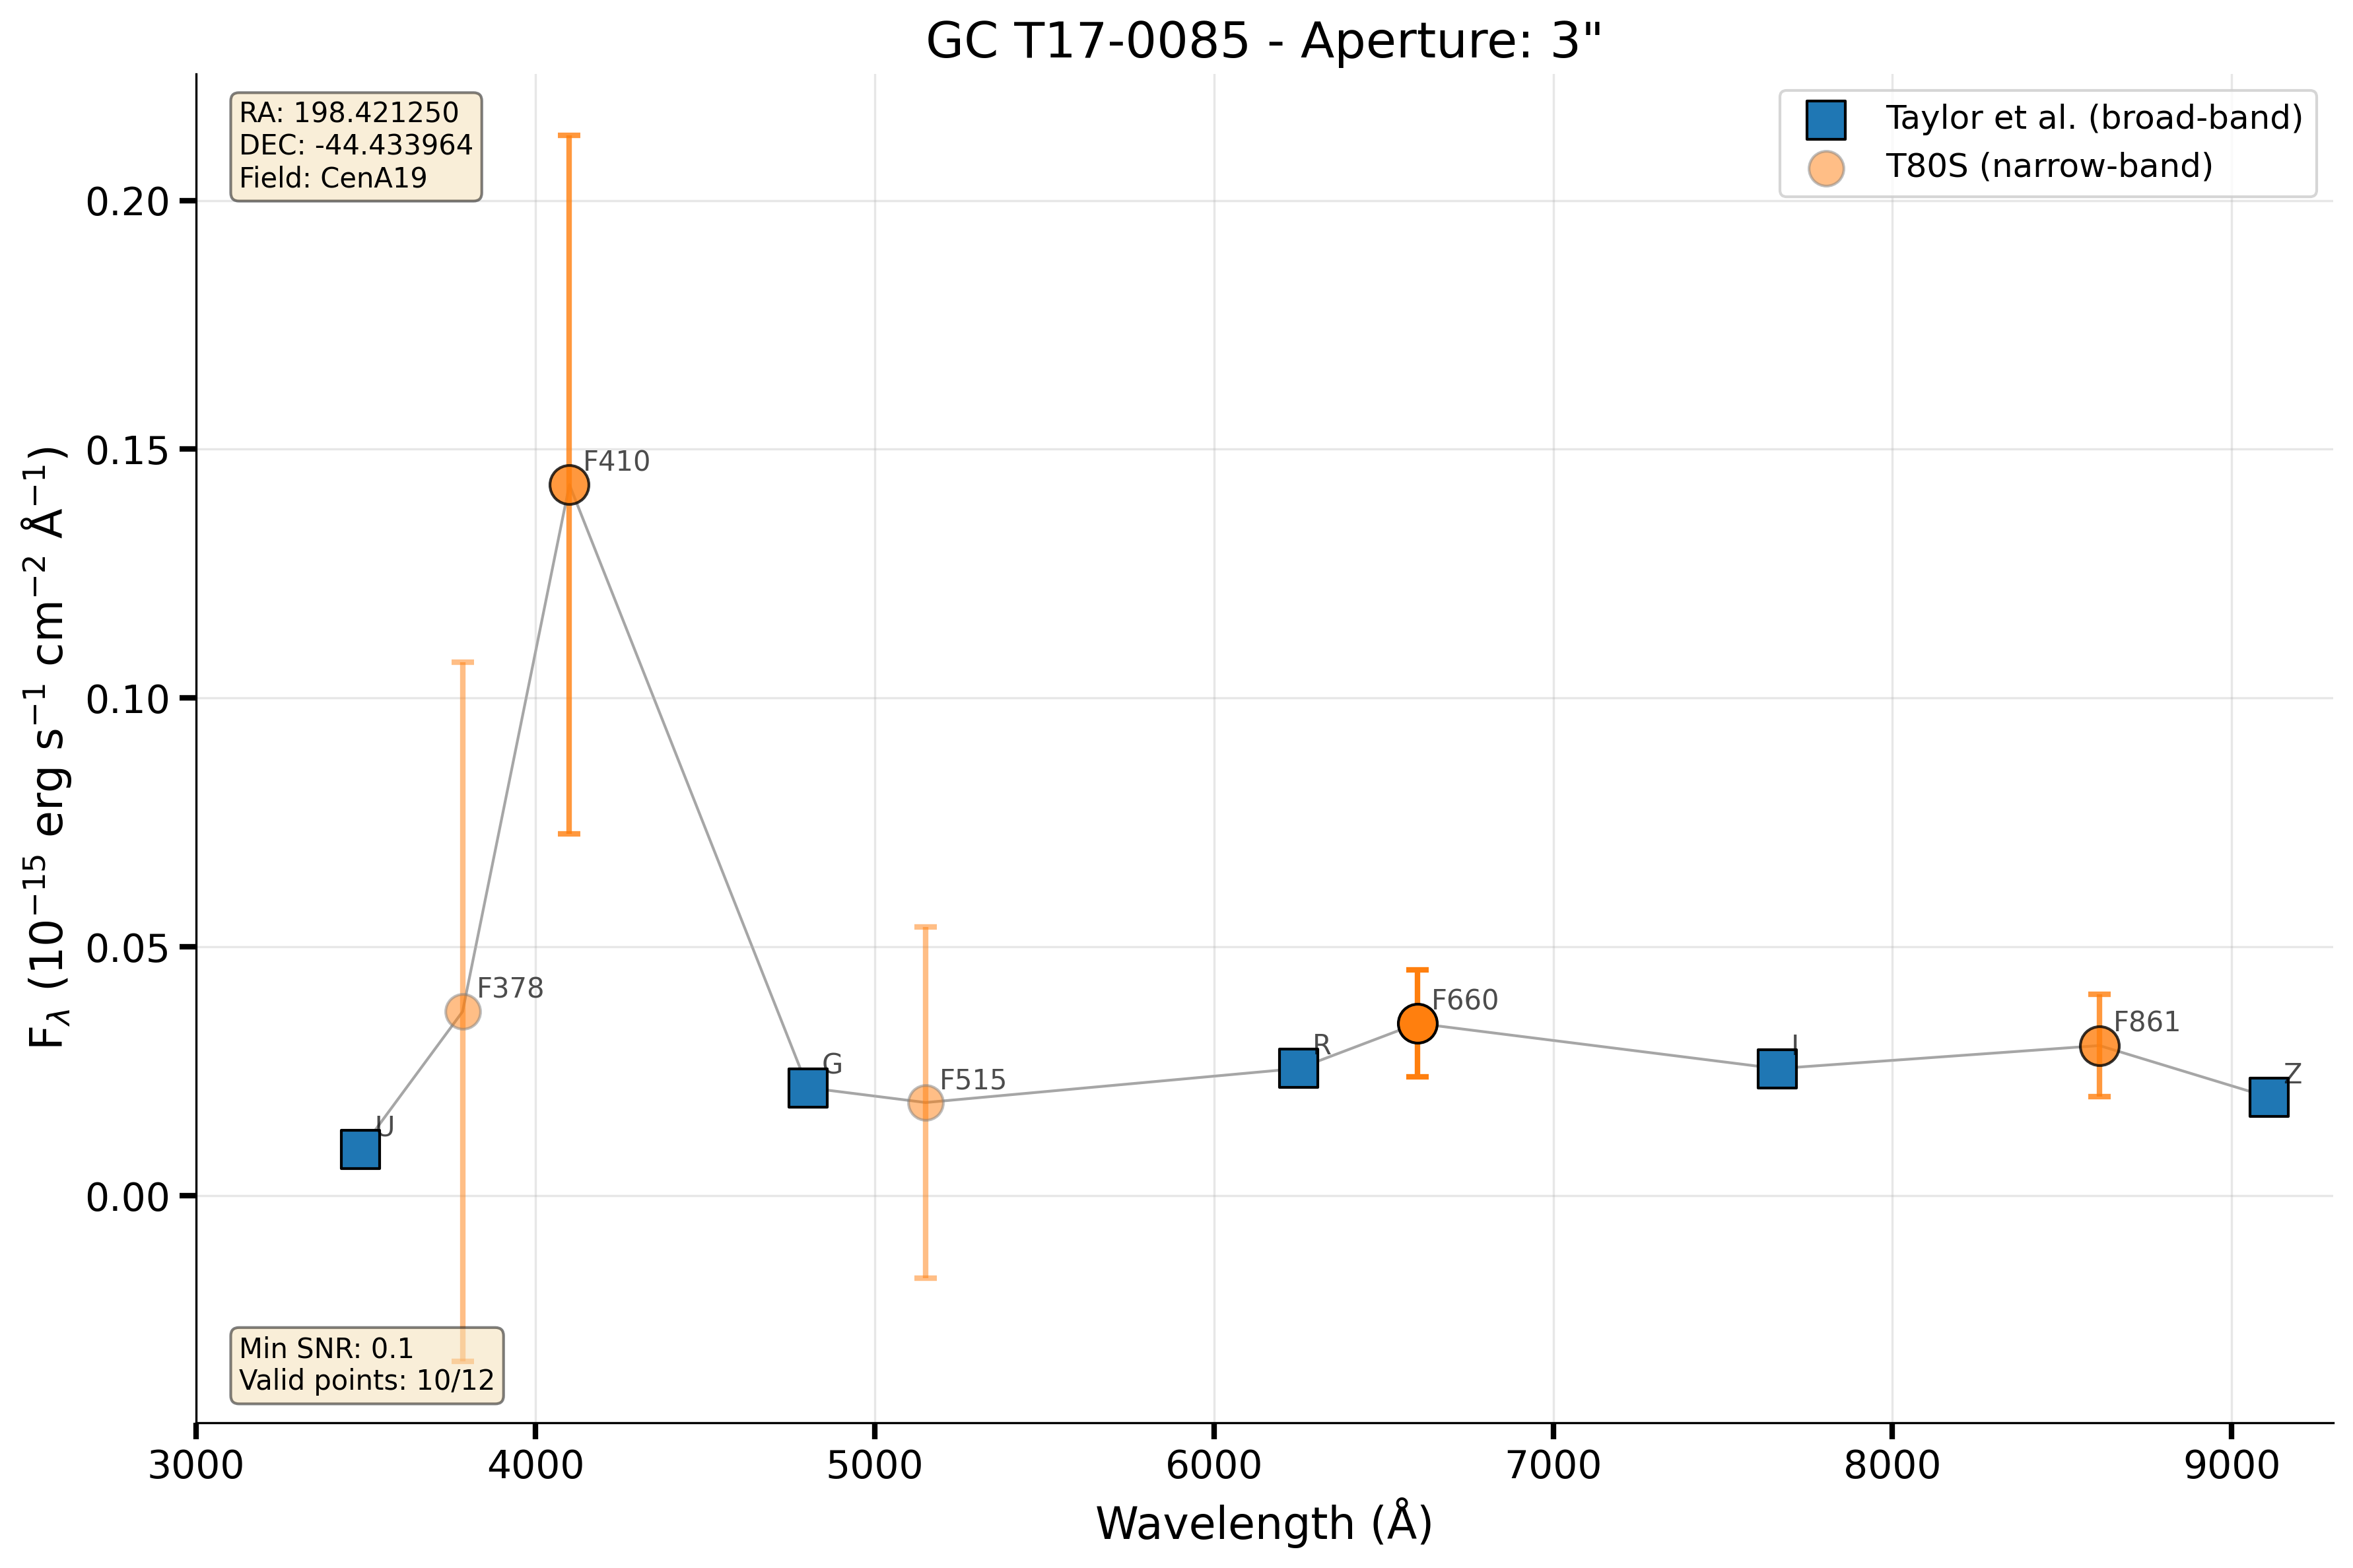 GC T17-0085 - Aperture: 3"
RA: 198.421250
DEC: -44.433964
Field: CenA19
Taylor et al. (broad-band)
T80S (narrow-band)
F_λ (10⁻¹⁵ erg s⁻¹ cm⁻² Å⁻¹)
0.20
0.15
0.10
0.05
0.00
F410
F378
U
G
F515
R
F660
I
F861
Z
Min SNR: 0.1
Valid points: 10/12
3000 4000 5000 6000 7000 8000 9000
Wavelength (Å)